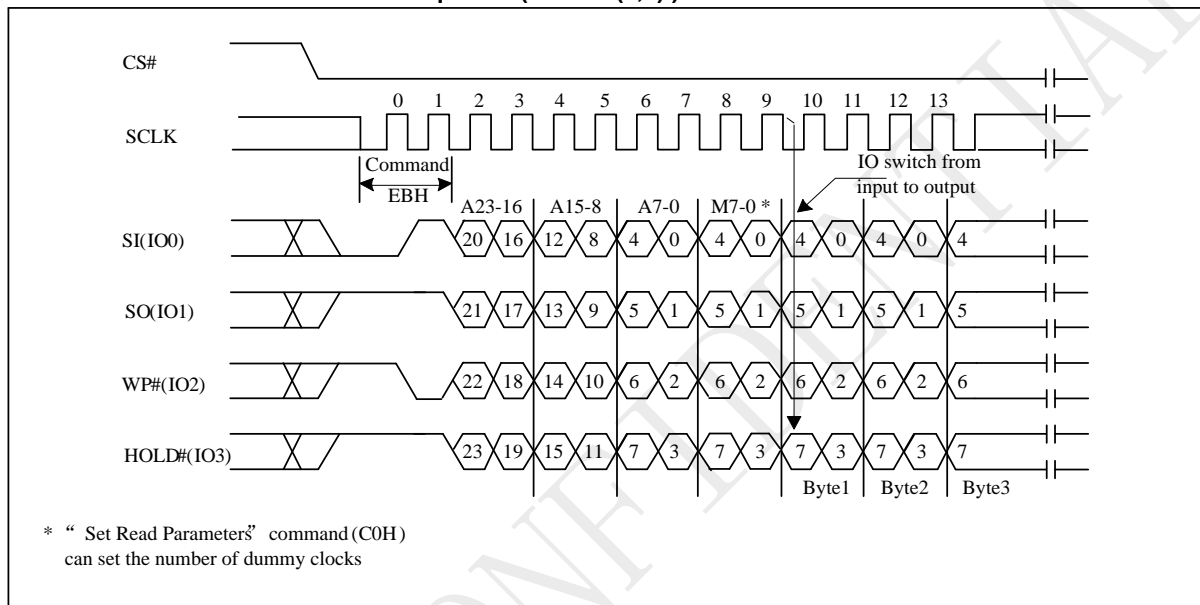 CS#
0 1 2 3 4 5 6 7 8 9 10 11 12 13
SCLK
Command
IO switch from
input to output
EBH
A23-16 A15-8 A7-0 M7-0 *
SI(IO0) 20 16 12 8 4 0 4 0 4 0 4 0 4
SO(IO1) 21 17 13 9 5 1 5 1 5 1 5 1 5
WP#(IO2) 22 18 14 10 6 2 6 2 6 2 6 2 6
HOLD#(IO3) 23 19 15 11 7 3 7 3 7 3 7 3 7
Byte1 Byte2 Byte3
* “ Set Read Parameters” command (C0H)
can set the number of dummy clocks